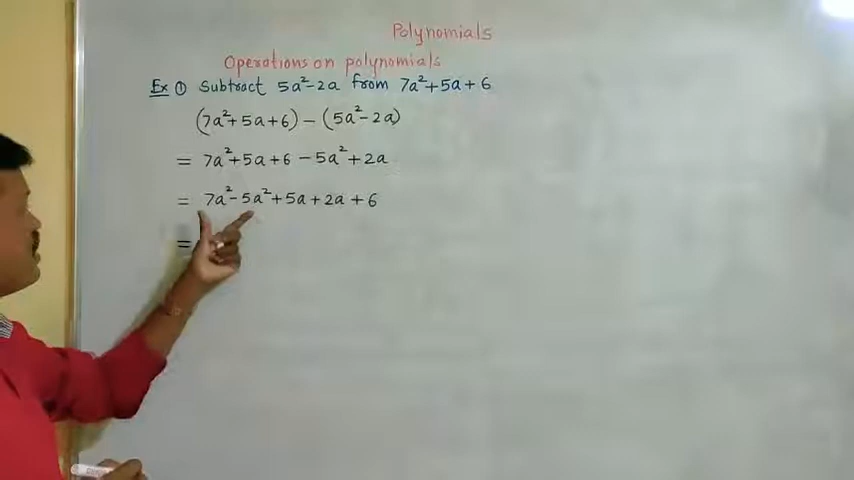 Polynomials
Operations on polynomials
Ex ① Subtract 5a²-2a from 7a²+5a+6
(7a²+5a+6) - (5a²-2a)
= 7a²+5a+6 - 5a²+2a
= 7a²-5a²+5a+2a+6
=